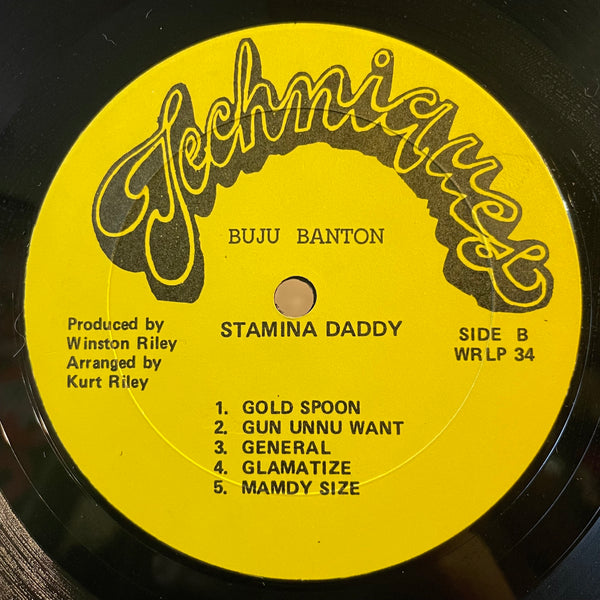 Techniques
BUJU BANTON
STAMINA DADDY
Produced by
Winston Riley
Arranged by
Kurt Riley
SIDE B
WRLP 34
1. GOLD SPOON
2. GUN UNNU WANT
3. GENERAL
4. GLAMATIZE
5. MAMDY SIZE